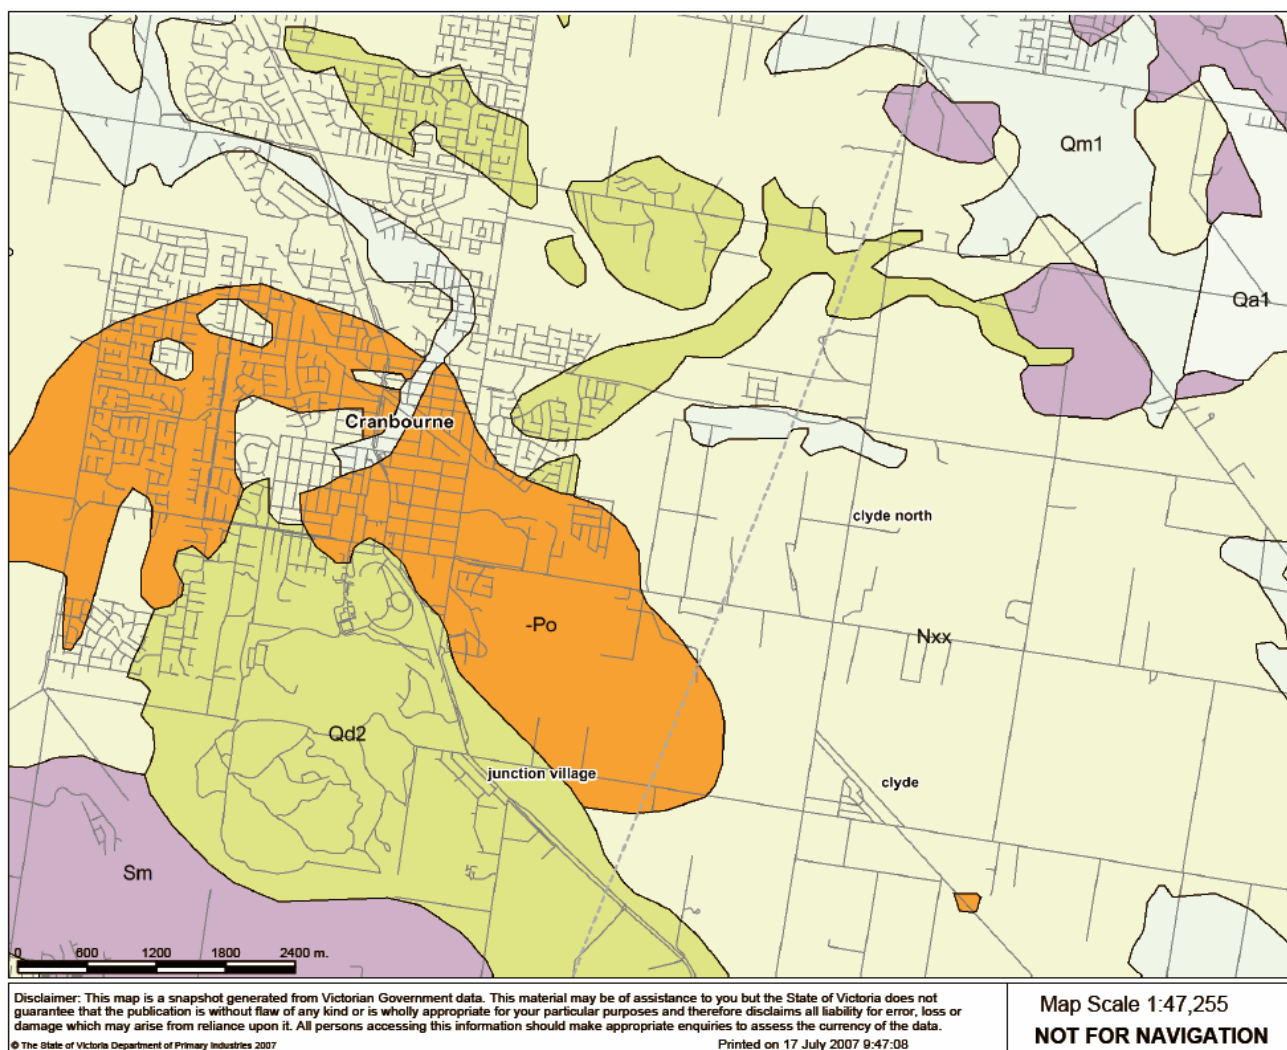 Qm1
Qa1
Cranbourne
clyde north
-Po
Nxx
Qd2
junction village
clyde
Sm
0 600 1200 1800 2400 m.
Disclaimer: This map is a snapshot generated from Victorian Government data. This material may be of assistance to you but the State of Victoria does not
guarantee that the publication is without flaw of any kind or is wholly appropriate for your particular purposes and therefore disclaims all liability for error, loss or
damage which may arise from reliance upon it. All persons accessing this information should make appropriate enquiries to assess the currency of the data.
© The State of Victoria Department of Primary Industries 2007
Printed on 17 July 2007 9:47:08
Map Scale 1:47,255
NOT FOR NAVIGATION